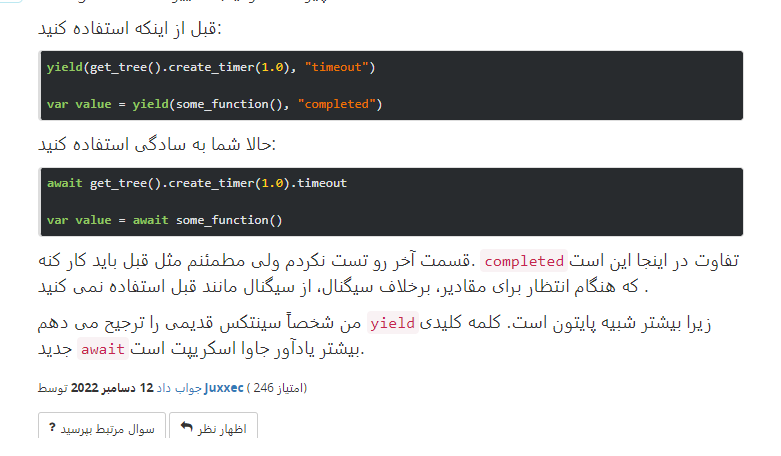 قبل از اینکه استفاده کنید:
yield(get_tree().create_timer(1.0), "timeout")
var value = yield(some_function(), "completed")
حالا شما به سادگی استفاده کنید:
await get_tree().create_timer(1.0).timeout
var value = await some_function()
تفاوت در اینجا این است completed .قسمت آخر رو تست نکردم ولی مطمئنم مثل قبل باید کار کنه
که هنگام انتظار برای مقادیر، برخلاف سیگنال، از سیگنال مانند قبل استفاده نمی کنید .
زیرا بیشتر شبیه پایتون است. کلمه کلیدی yield من شخصاً سینتکس قدیمی را ترجیح می دهم
بیشتر یادآور جاوا اسکریپت است await جدید.
جواب داد 12 دسامبر 2022 توسط Juxxec ( 246 امتیاز)
اظهار نظر
سوال مرتبط بپرسید ?